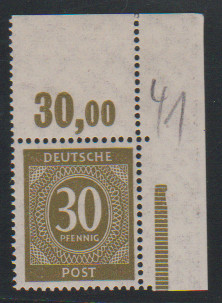 30,00
41
DEUTSCHE
30
PFENNIG
POST